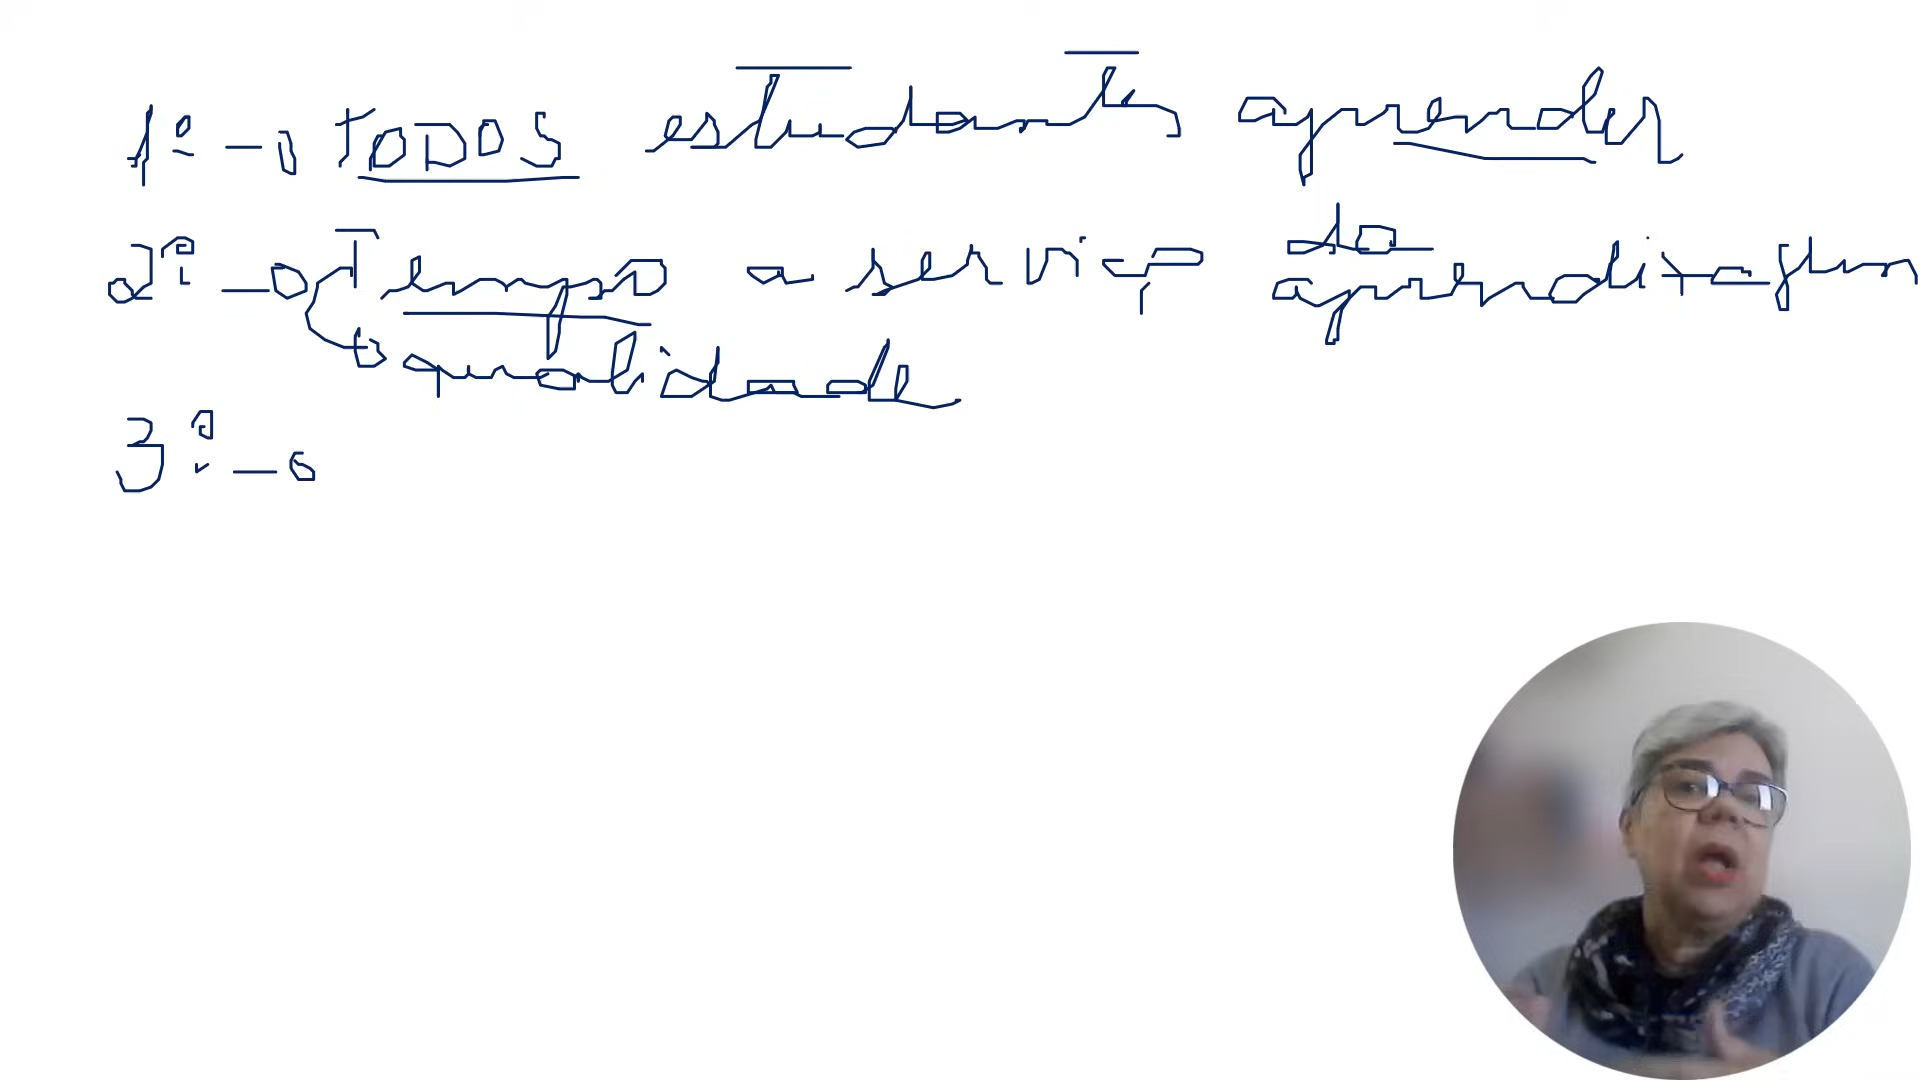 1º → TODOS estudantes aprender
2º → Tempo a serviço da aprendizagem
→ qualidade
3º →